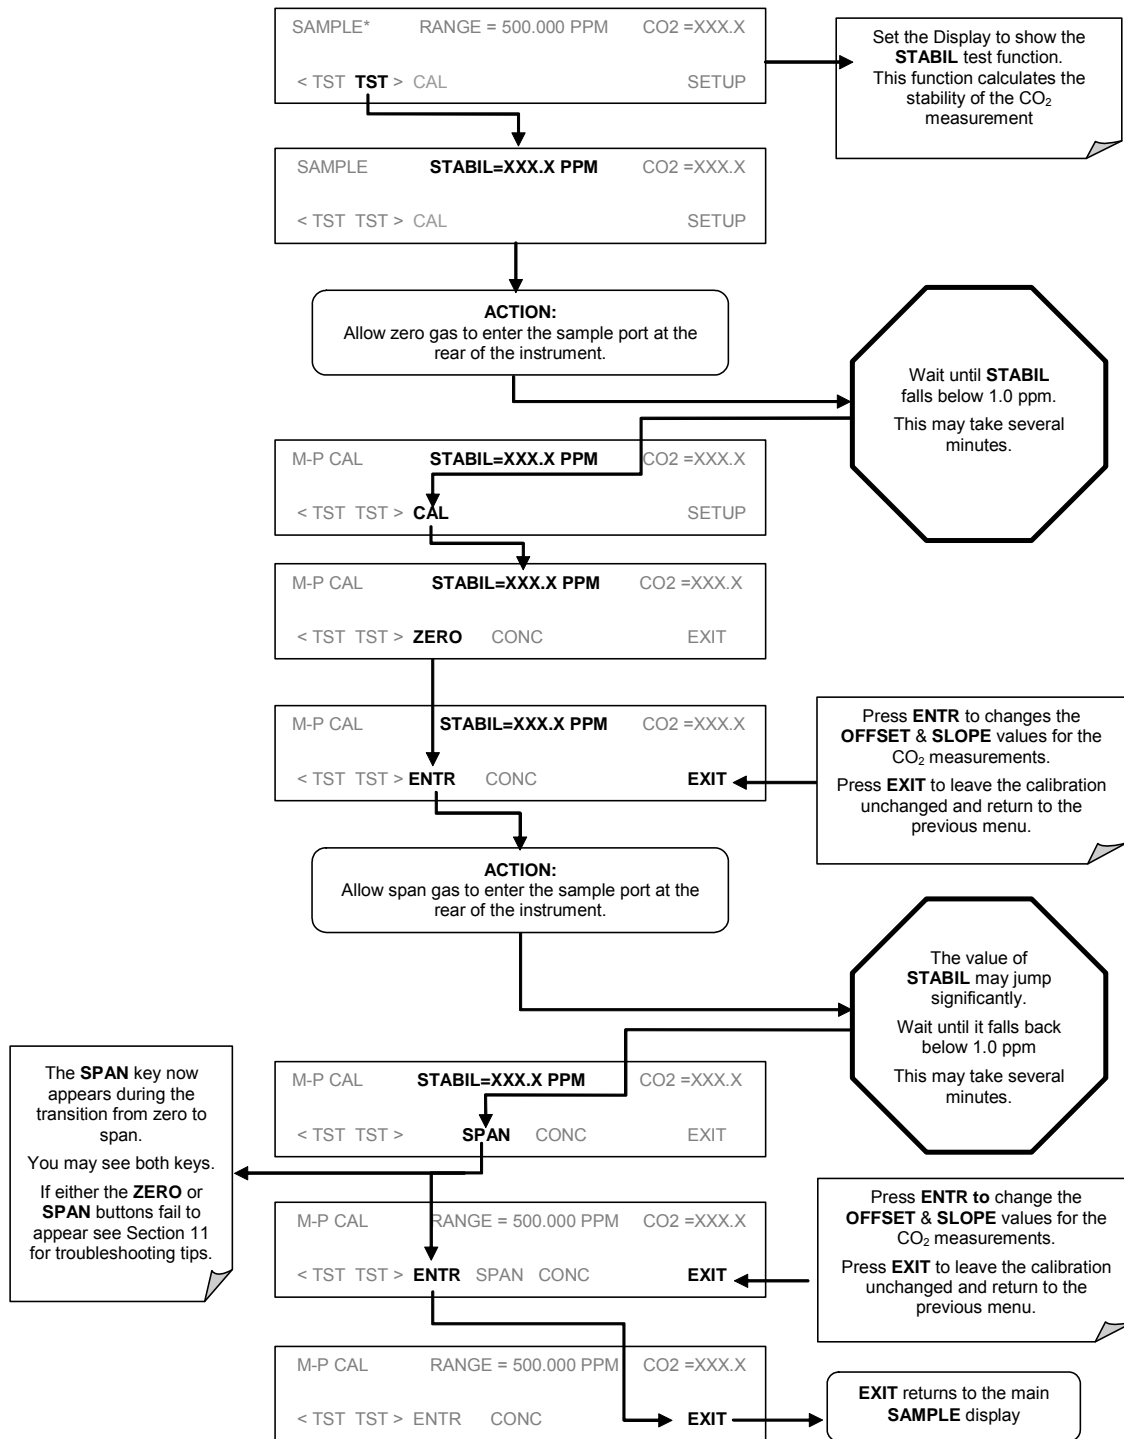 SAMPLE* RANGE = 500.000 PPM CO2 =XXX.X
< TST TST > CAL SETUP
Set the Display to show the
STABIL test function.
This function calculates the
stability of the CO2
measurement
SAMPLE STABIL=XXX.X PPM CO2 =XXX.X
< TST TST > CAL SETUP
ACTION:
Allow zero gas to enter the sample port at the
rear of the instrument.
Wait until STABIL
falls below 1.0 ppm.
This may take several
minutes.
M-P CAL STABIL=XXX.X PPM CO2 =XXX.X
< TST TST > CAL SETUP
M-P CAL STABIL=XXX.X PPM CO2 =XXX.X
< TST TST > ZERO CONC EXIT
M-P CAL STABIL=XXX.X PPM CO2 =XXX.X
< TST TST > ENTR CONC EXIT
Press ENTR to changes the
OFFSET & SLOPE values for the
CO2 measurements.
Press EXIT to leave the calibration
unchanged and return to the
previous menu.
ACTION:
Allow span gas to enter the sample port at the
rear of the instrument.
The value of
STABIL may jump
significantly.
Wait until it falls back
below 1.0 ppm
This may take several
minutes.
The SPAN key now
appears during the
transition from zero to
span.
You may see both keys.
If either the ZERO or
SPAN buttons fail to
appear see Section 11
for troubleshooting tips.
M-P CAL STABIL=XXX.X PPM CO2 =XXX.X
< TST TST > SPAN CONC EXIT
M-P CAL RANGE = 500.000 PPM CO2 =XXX.X
< TST TST > ENTR SPAN CONC EXIT
Press ENTR to change the
OFFSET & SLOPE values for the
CO2 measurements.
Press EXIT to leave the calibration
unchanged and return to the
previous menu.
M-P CAL RANGE = 500.000 PPM CO2 =XXX.X
< TST TST > ENTR CONC EXIT
EXIT returns to the main
SAMPLE display